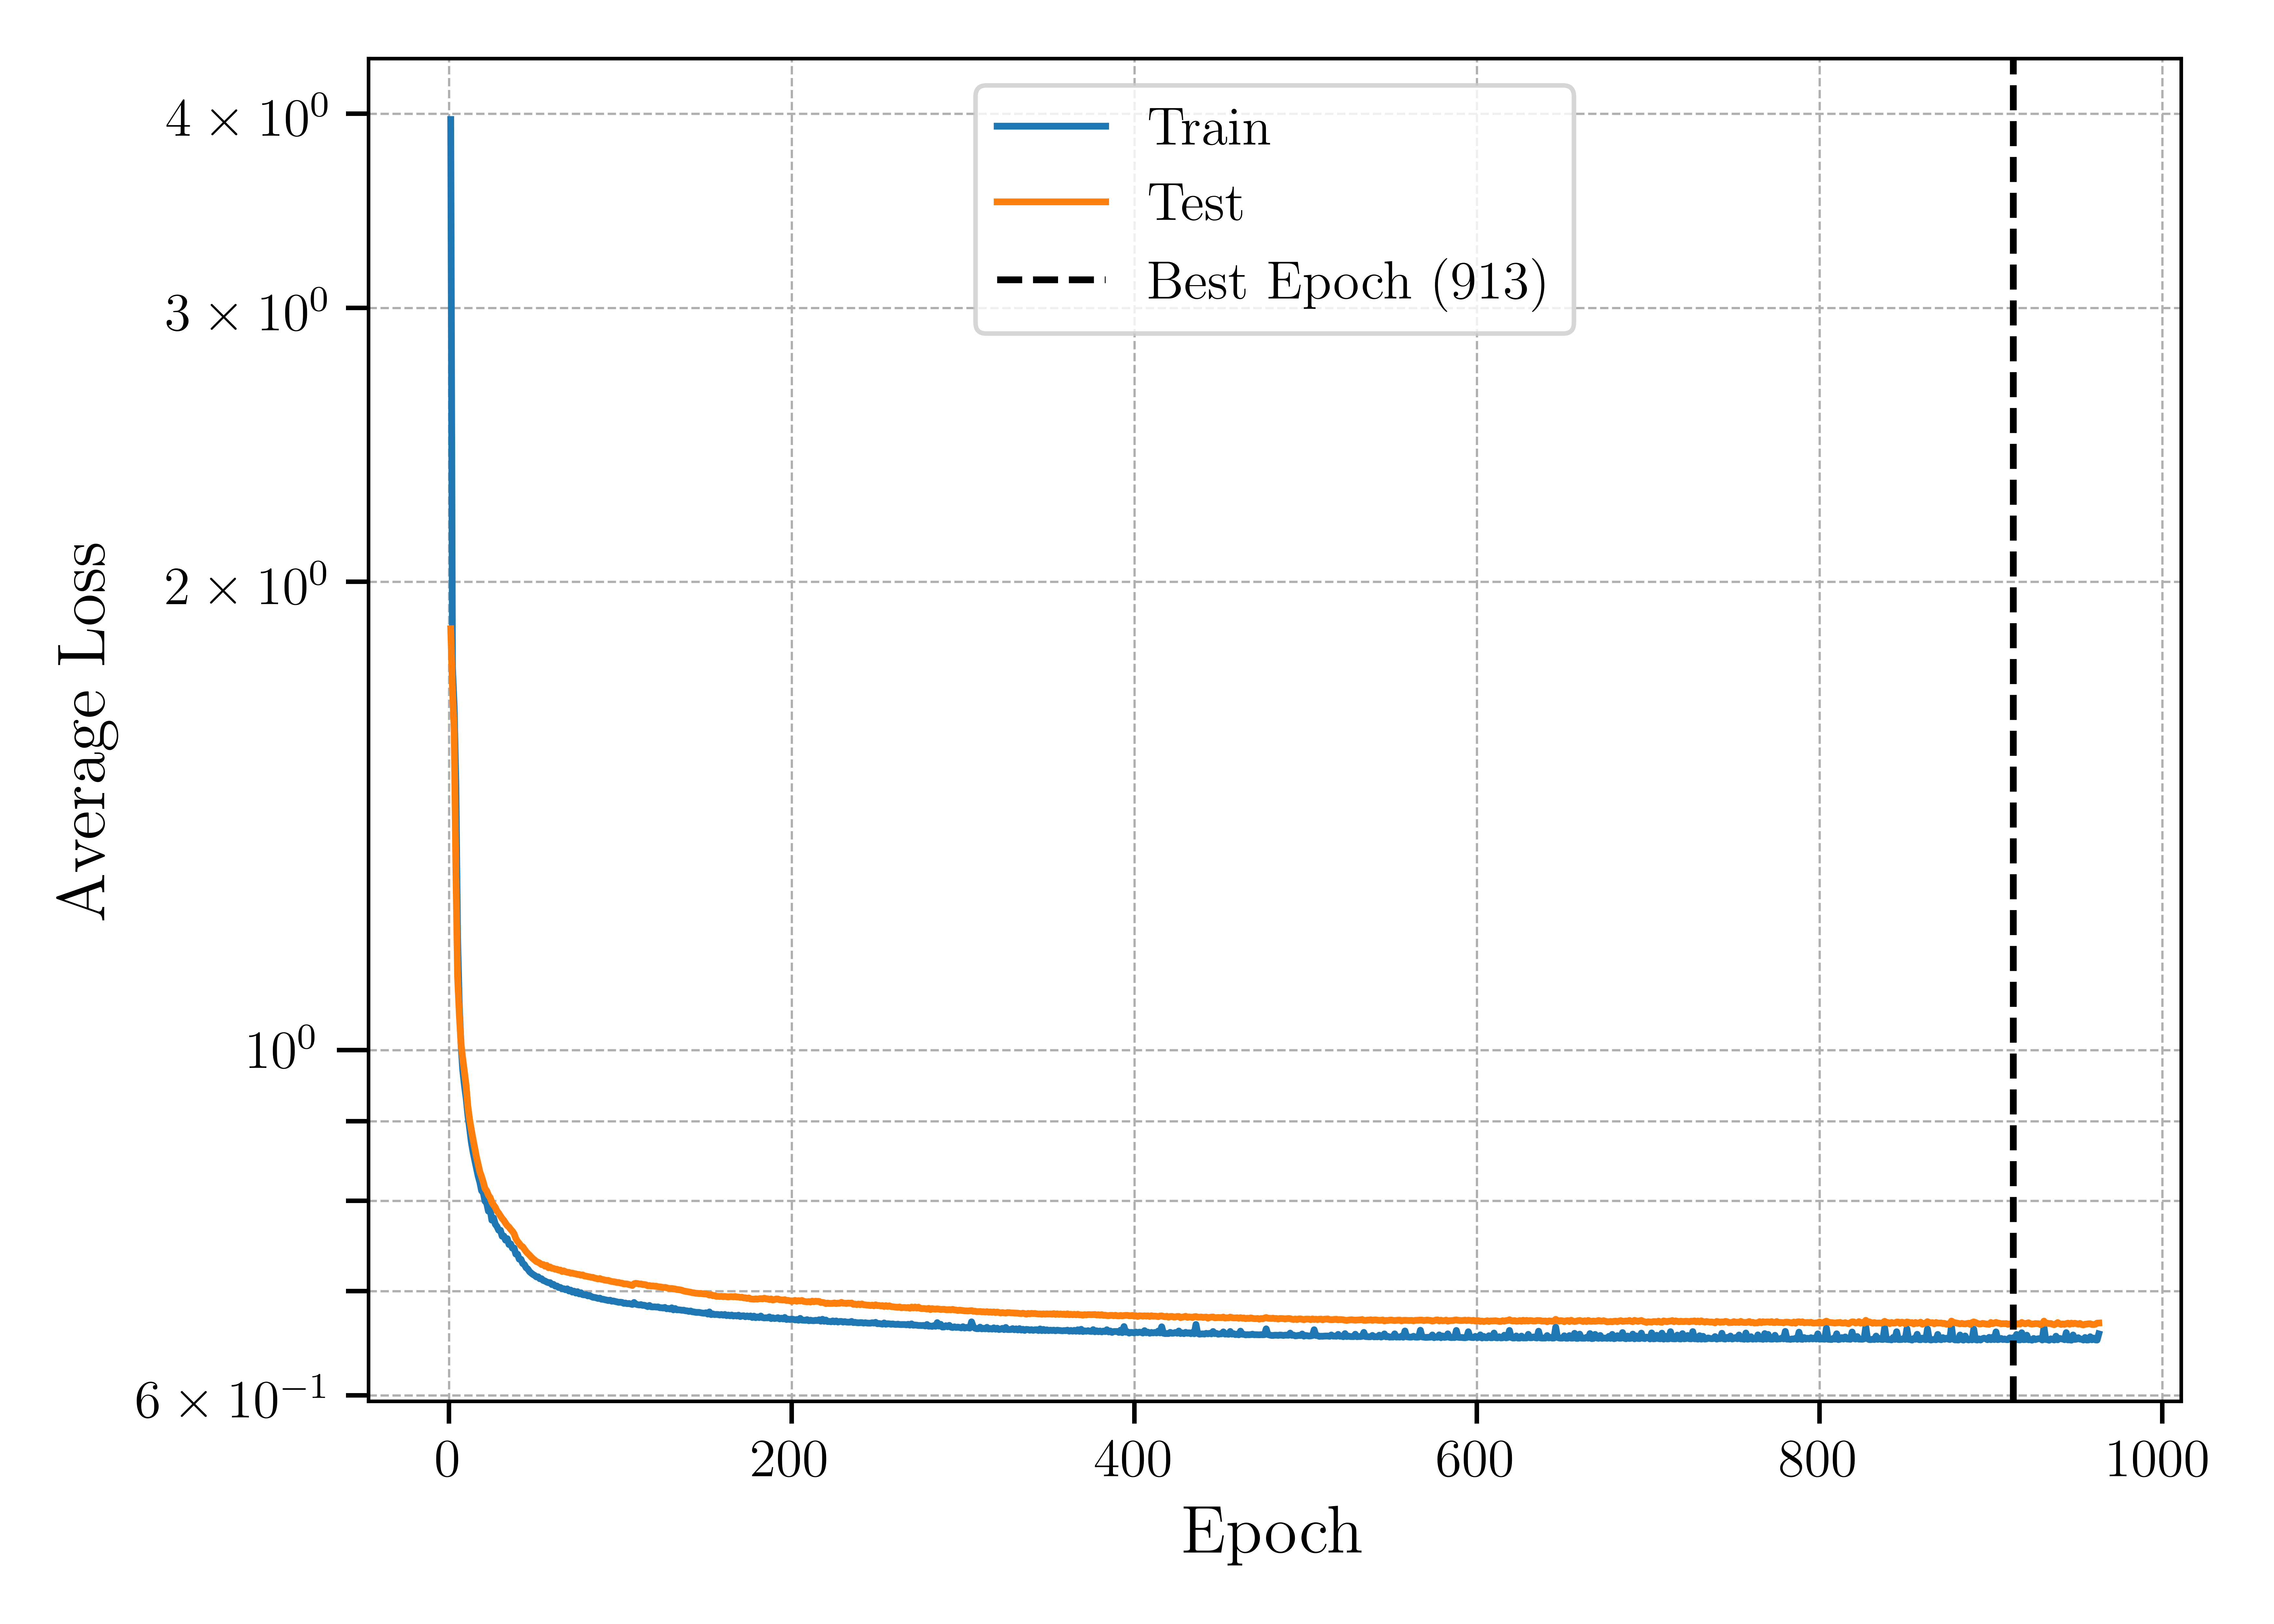 4 × 10⁰
3 × 10⁰
2 × 10⁰
10⁰
6 × 10⁻¹
Average Loss
Train
Test
Best Epoch (913)
0 200 400 600 800 1000
Epoch